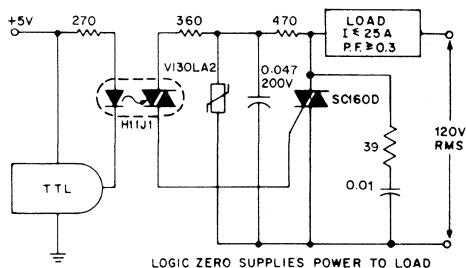 +5V
270
360
470
LOAD
I ≤ 25A
P.F. ≥ 0.3
V130LA2
0.047
200V
H11J1
SC160D
120V
RMS
39
0.01
TTL
LOGIC ZERO SUPPLIES POWER TO LOAD